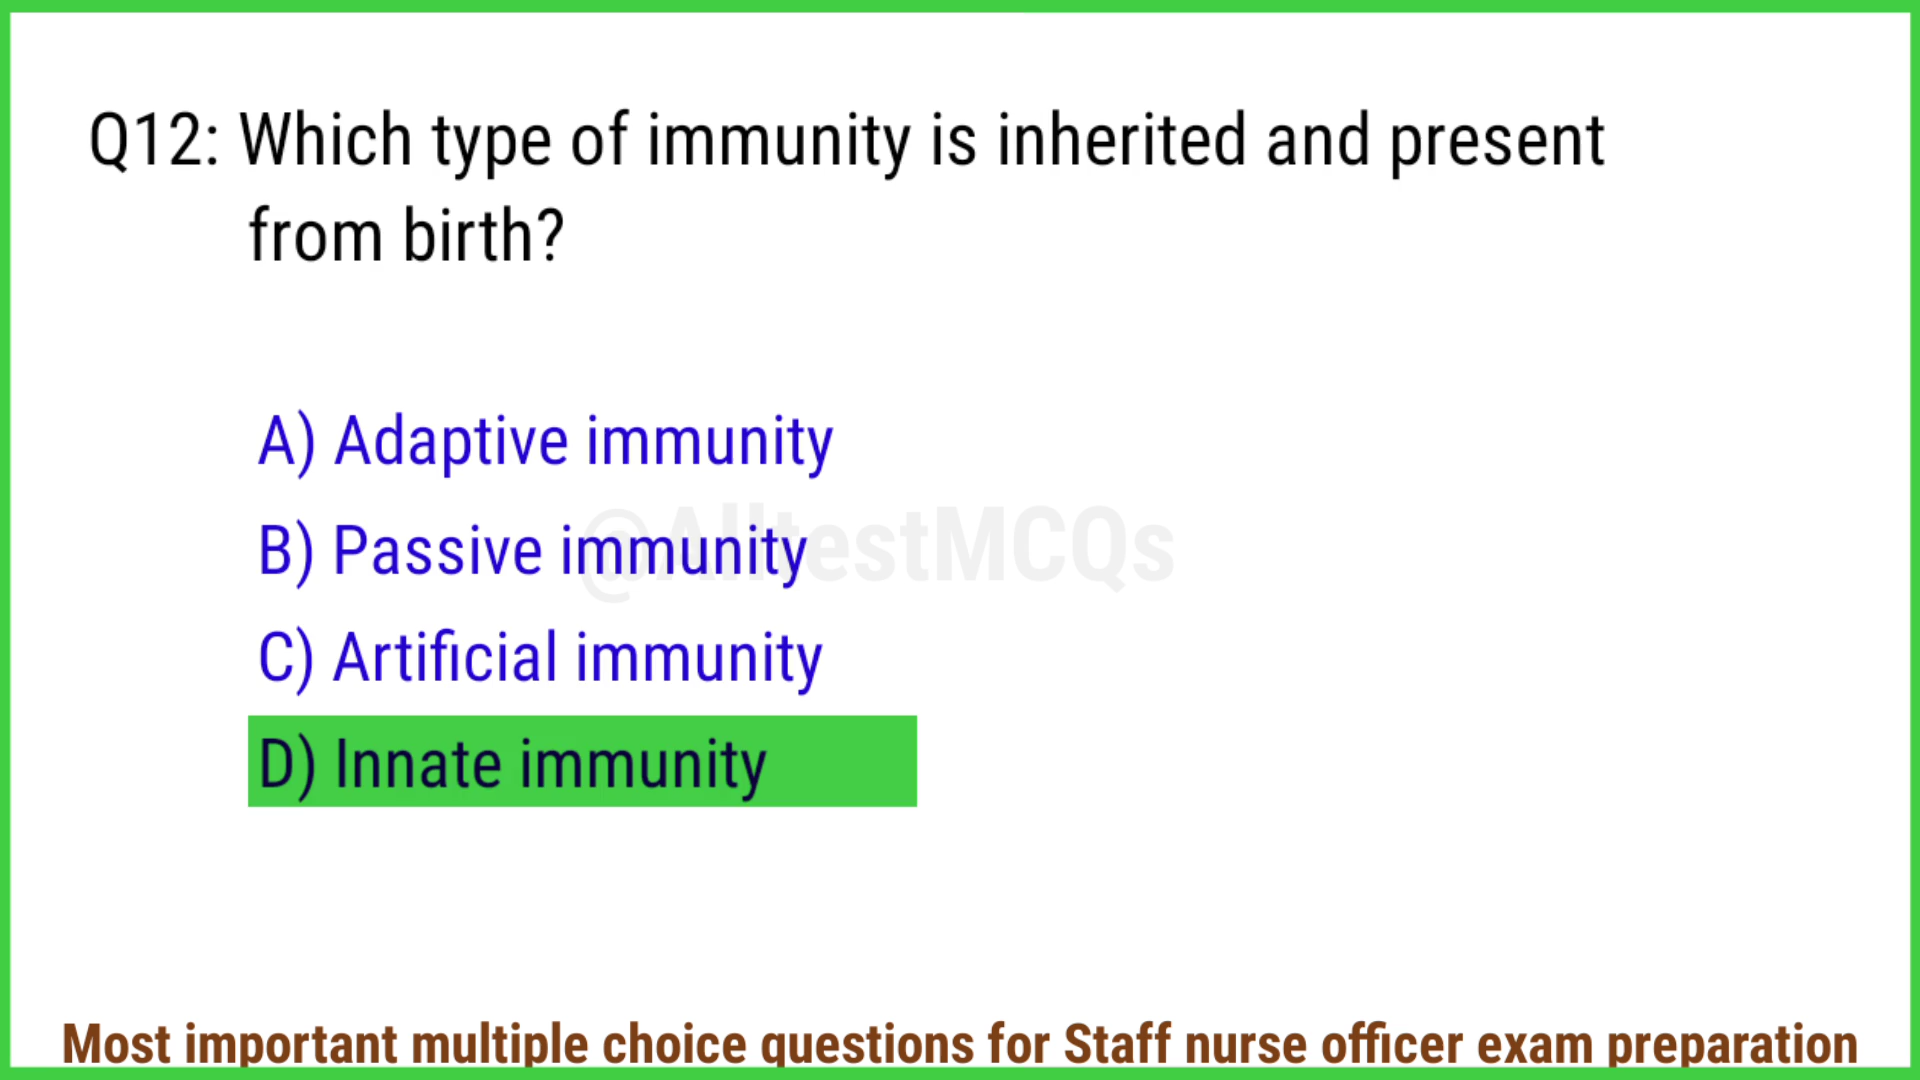 Q12: Which type of immunity is inherited and present
from birth?
A) Adaptive immunity
B) Passive immunity
@AlltestMCQs
C) Artificial immunity
D) Innate immunity
Most important multiple choice questions for Staff nurse officer exam preparation